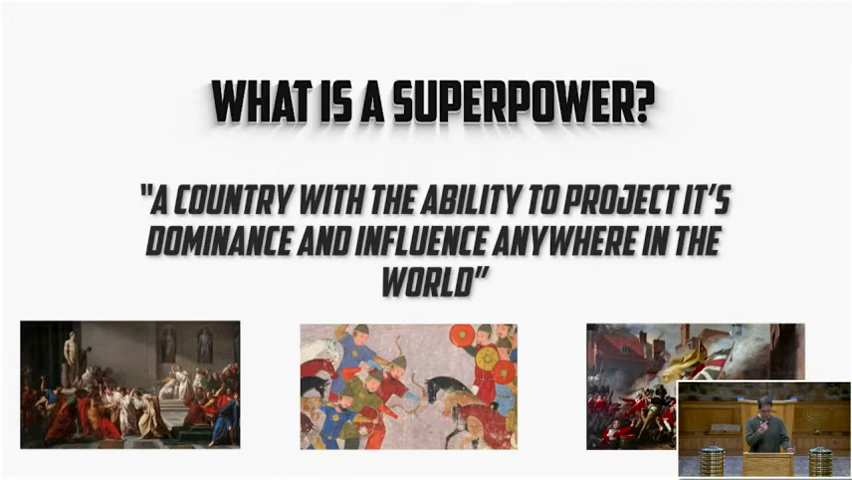 WHAT IS A SUPERPOWER?
"A COUNTRY WITH THE ABILITY TO PROJECT IT'S
DOMINANCE AND INFLUENCE ANYWHERE IN THE
WORLD"